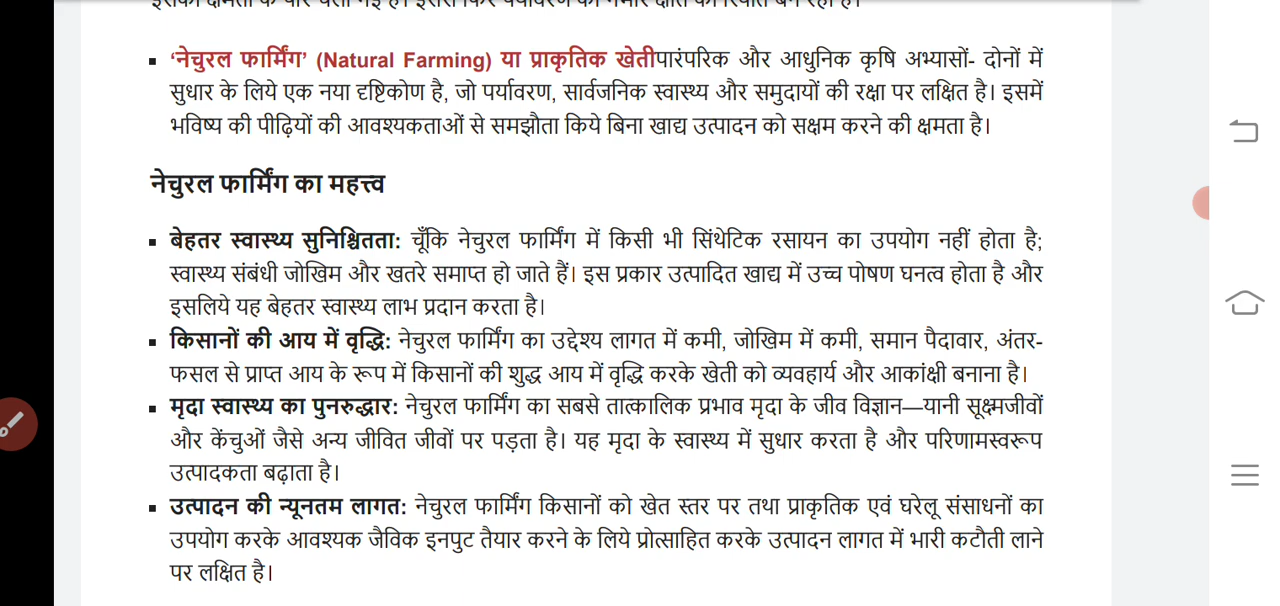 ‘नेचुरल फार्मिंग’ (Natural Farming) या प्राकृतिक खेतीपारंपरिक और आधुनिक कृषि अभ्यासों- दोनों में
सुधार के लिये एक नया दृष्टिकोण है, जो पर्यावरण, सार्वजनिक स्वास्थ्य और समुदायों की रक्षा पर लक्षित है। इसमें
भविष्य की पीढ़ियों की आवश्यकताओं से समझौता किये बिना खाद्य उत्पादन को सक्षम करने की क्षमता है।
नेचुरल फार्मिंग का महत्त्व
बेहतर स्वास्थ्य सुनिश्चितता: चूँकि नेचुरल फार्मिंग में किसी भी सिंथेटिक रसायन का उपयोग नहीं होता है;
स्वास्थ्य संबंधी जोखिम और खतरे समाप्त हो जाते हैं। इस प्रकार उत्पादित खाद्य में उच्च पोषण घनत्व होता है और
इसलिये यह बेहतर स्वास्थ्य लाभ प्रदान करता है।
किसानों की आय में वृद्धि: नेचुरल फार्मिंग का उद्देश्य लागत में कमी, जोखिम में कमी, समान पैदावार, अंतर-
फसल से प्राप्त आय के रूप में किसानों की शुद्ध आय में वृद्धि करके खेती को व्यवहार्य और आकांक्षी बनाना है।
मृदा स्वास्थ्य का पुनरुद्धार: नेचुरल फार्मिंग का सबसे तात्कालिक प्रभाव मृदा के जीव विज्ञान—यानी सूक्ष्मजीवों
और केंचुओं जैसे अन्य जीवित जीवों पर पड़ता है। यह मृदा के स्वास्थ्य में सुधार करता है और परिणामस्वरूप
उत्पादकता बढ़ाता है।
उत्पादन की न्यूनतम लागत: नेचुरल फार्मिंग किसानों को खेत स्तर पर तथा प्राकृतिक एवं घरेलू संसाधनों का
उपयोग करके आवश्यक जैविक इनपुट तैयार करने के लिये प्रोत्साहित करके उत्पादन लागत में भारी कटौती लाने
पर लक्षित है।